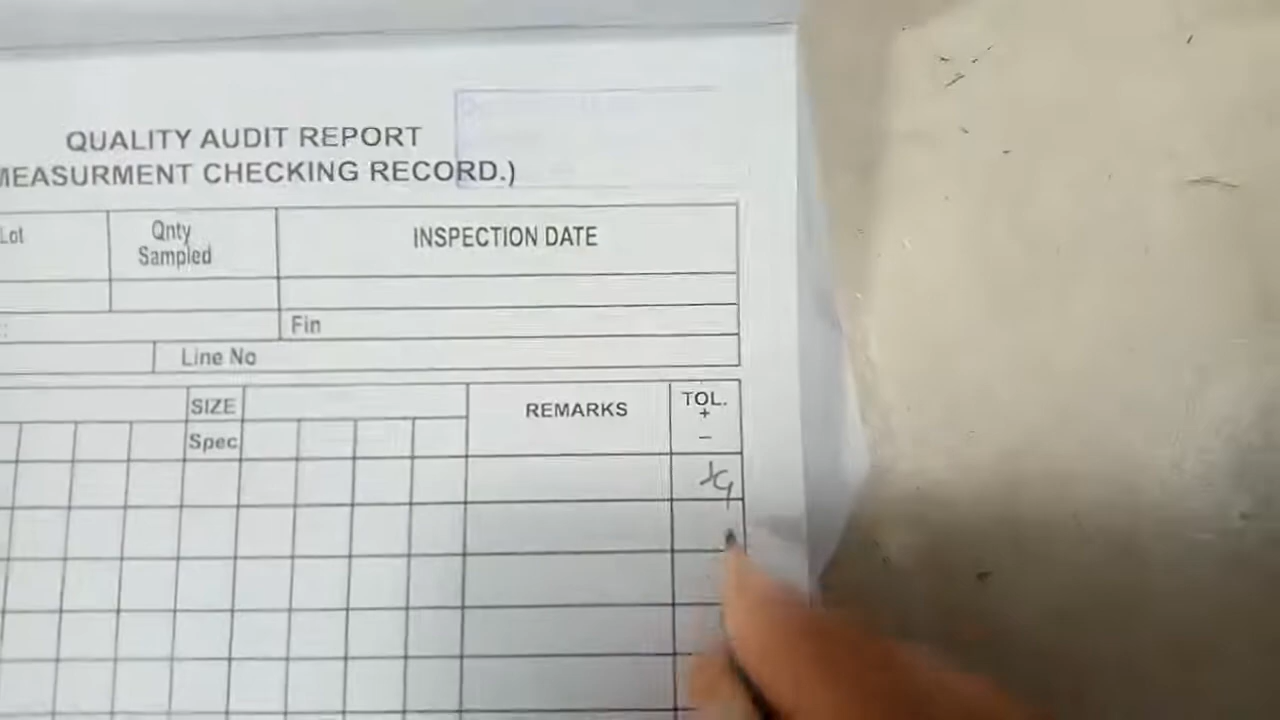 QUALITY AUDIT REPORT
MEASURMENT CHECKING RECORD.)
Lot
Qnty
Sampled
INSPECTION DATE
:
Fin
Line No
SIZE
REMARKS
TOL.
+
-
Spec